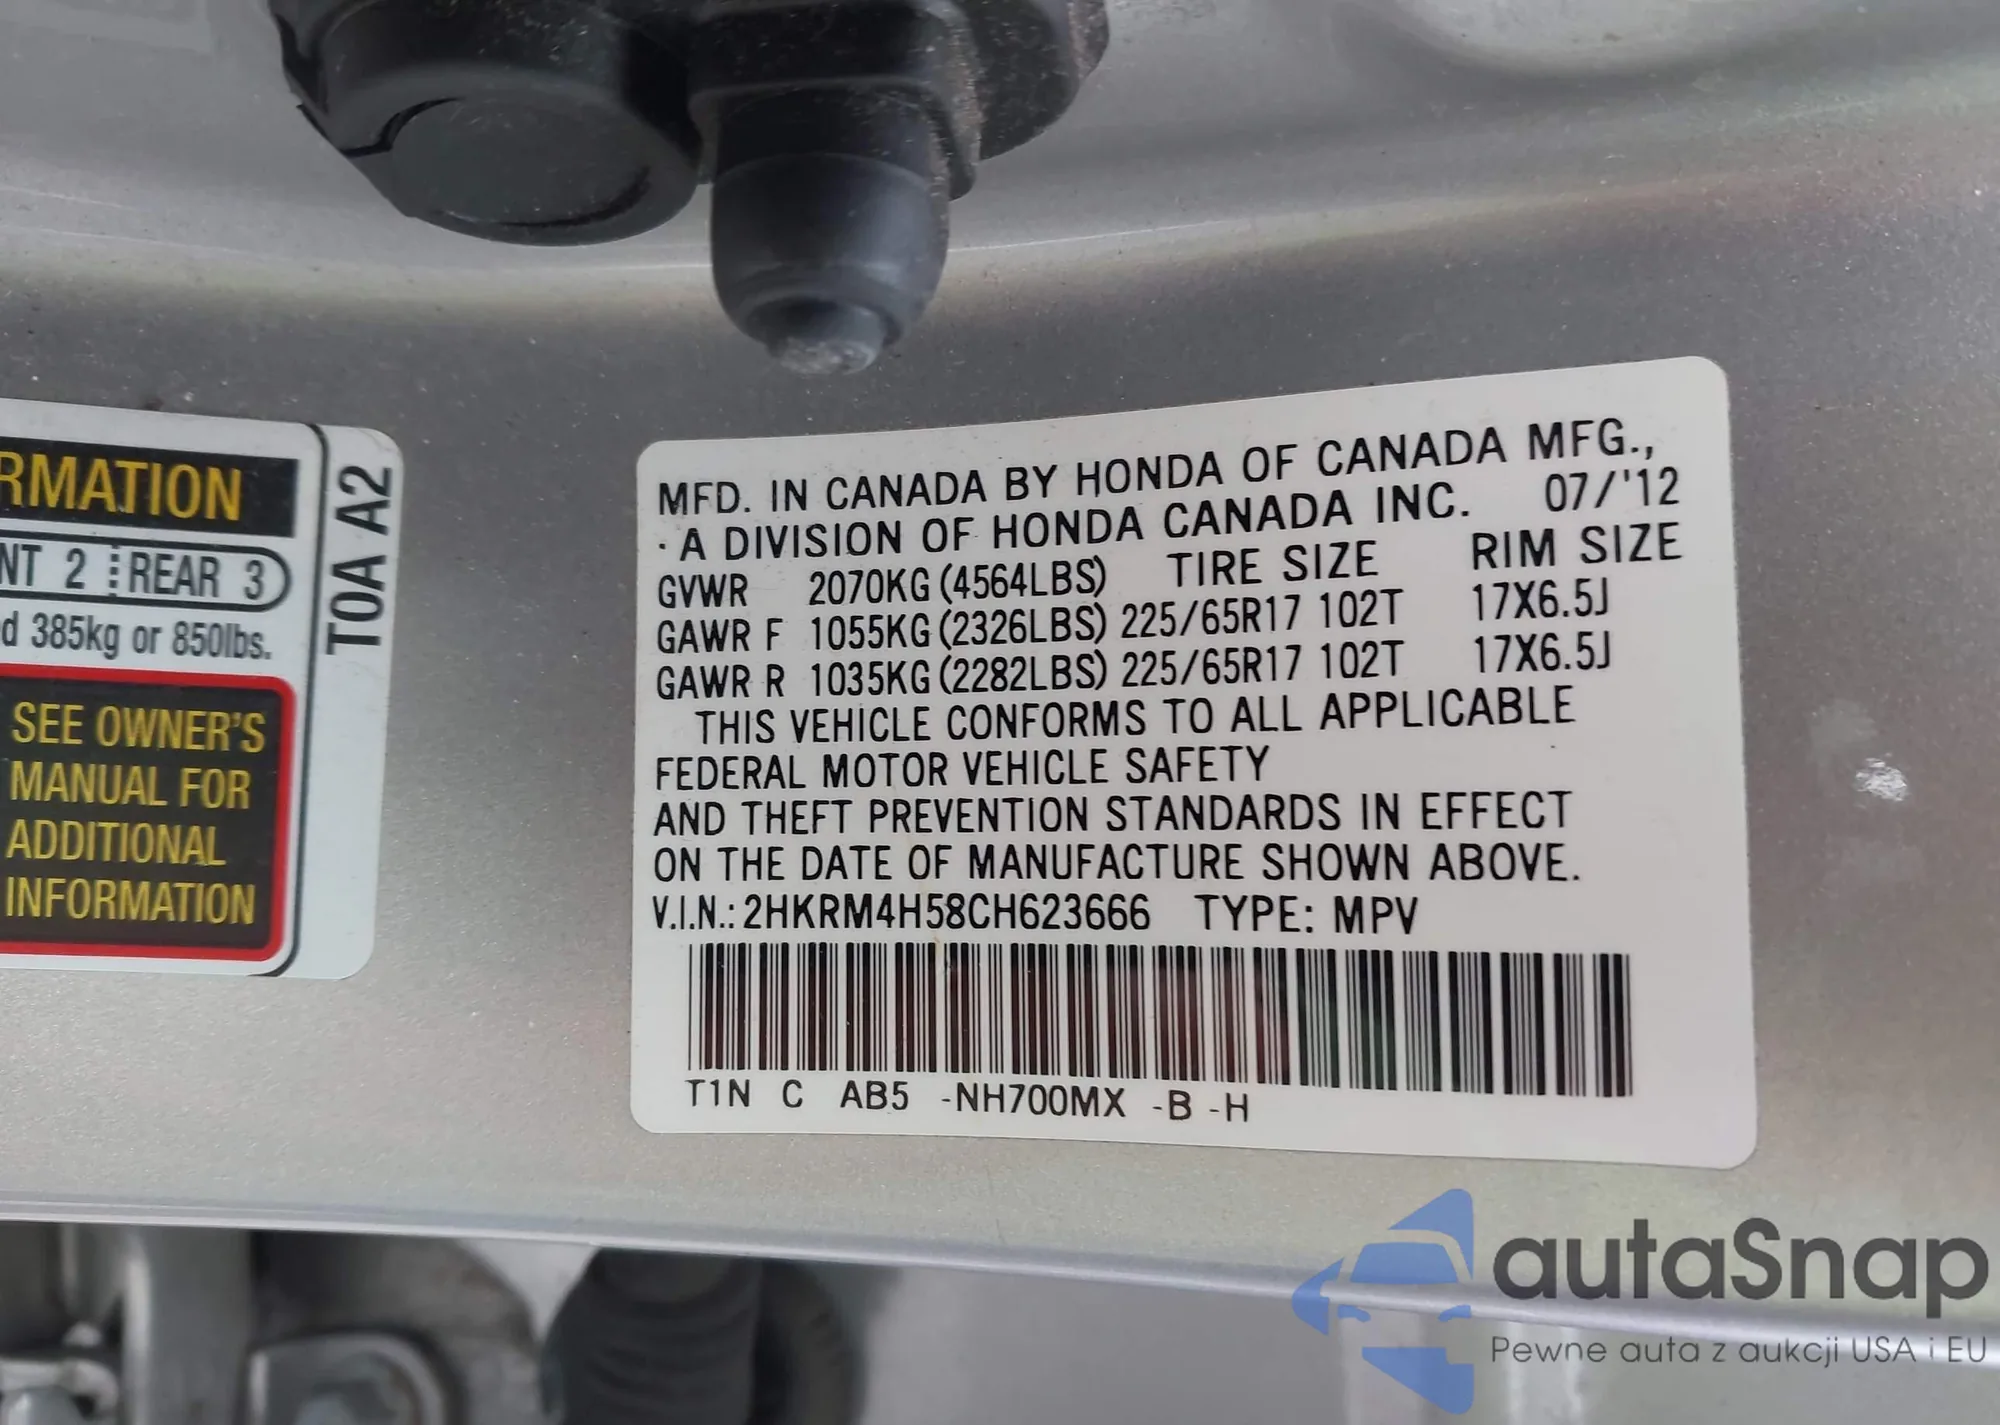 RMATION
NT 2 REAR 3
d 385kg or 850lbs.
SEE OWNER'S
MANUAL FOR
ADDITIONAL
INFORMATION
T0A A2
MFD. IN CANADA BY HONDA OF CANADA MFG.,
·A DIVISION OF HONDA CANADA INC. 07/'12
GVWR 2070KG (4564LBS) TIRE SIZE RIM SIZE
GAWR F 1055KG (2326LBS) 225/65R17 102T 17X6.5J
GAWR R 1035KG (2282LBS) 225/65R17 102T 17X6.5J
THIS VEHICLE CONFORMS TO ALL APPLICABLE
FEDERAL MOTOR VEHICLE SAFETY
AND THEFT PREVENTION STANDARDS IN EFFECT
ON THE DATE OF MANUFACTURE SHOWN ABOVE.
V.I.N.: 2HKRM4H58CH623666 TYPE: MPV
T1N C AB5 -NH700MX -B -H
autaSnap
Pewne auta z aukcji USA i EU